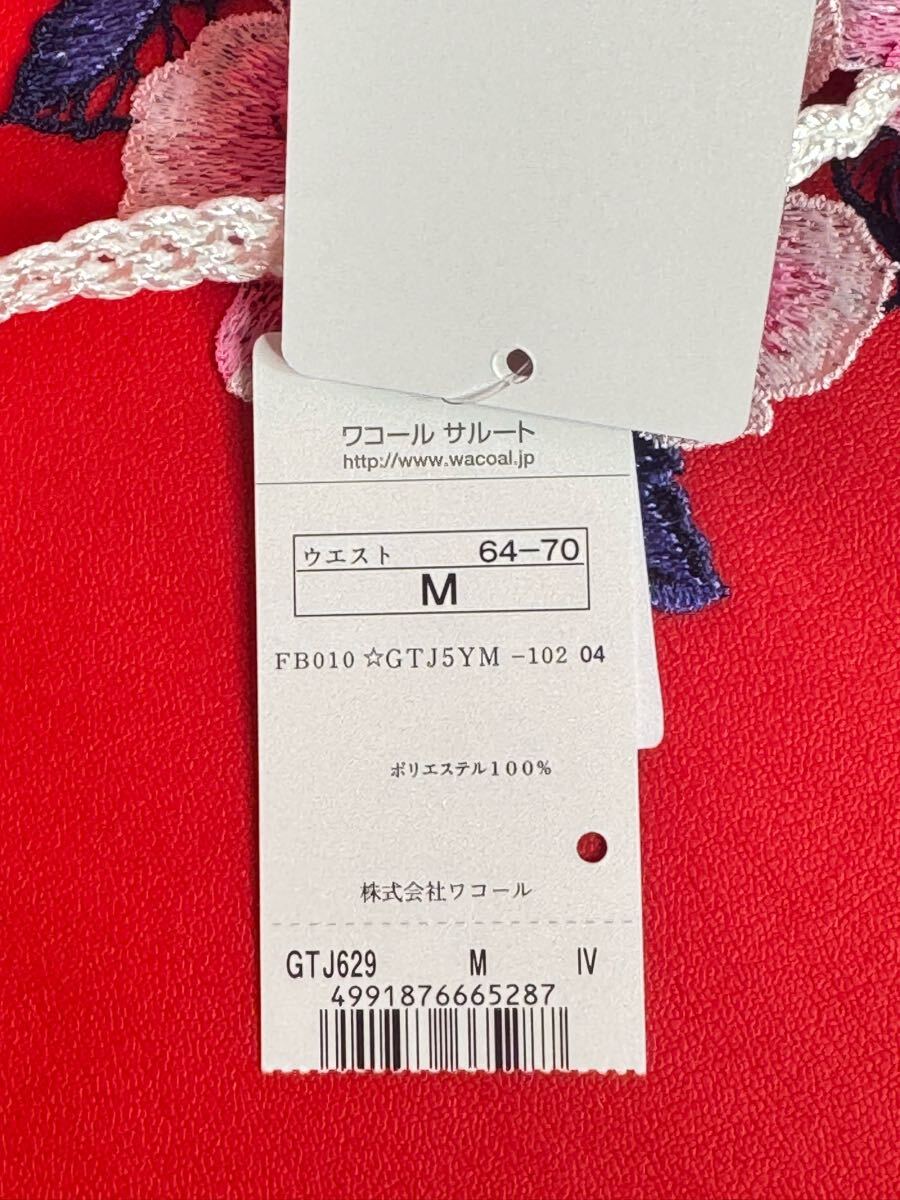 ワコール サルート
http://www.wacoal.jp
ウエスト 64-70
M
FB010 ☆GTJ5YM -102 04
ポリエステル100%
株式会社ワコール
GTJ629 M IV
4991876665287